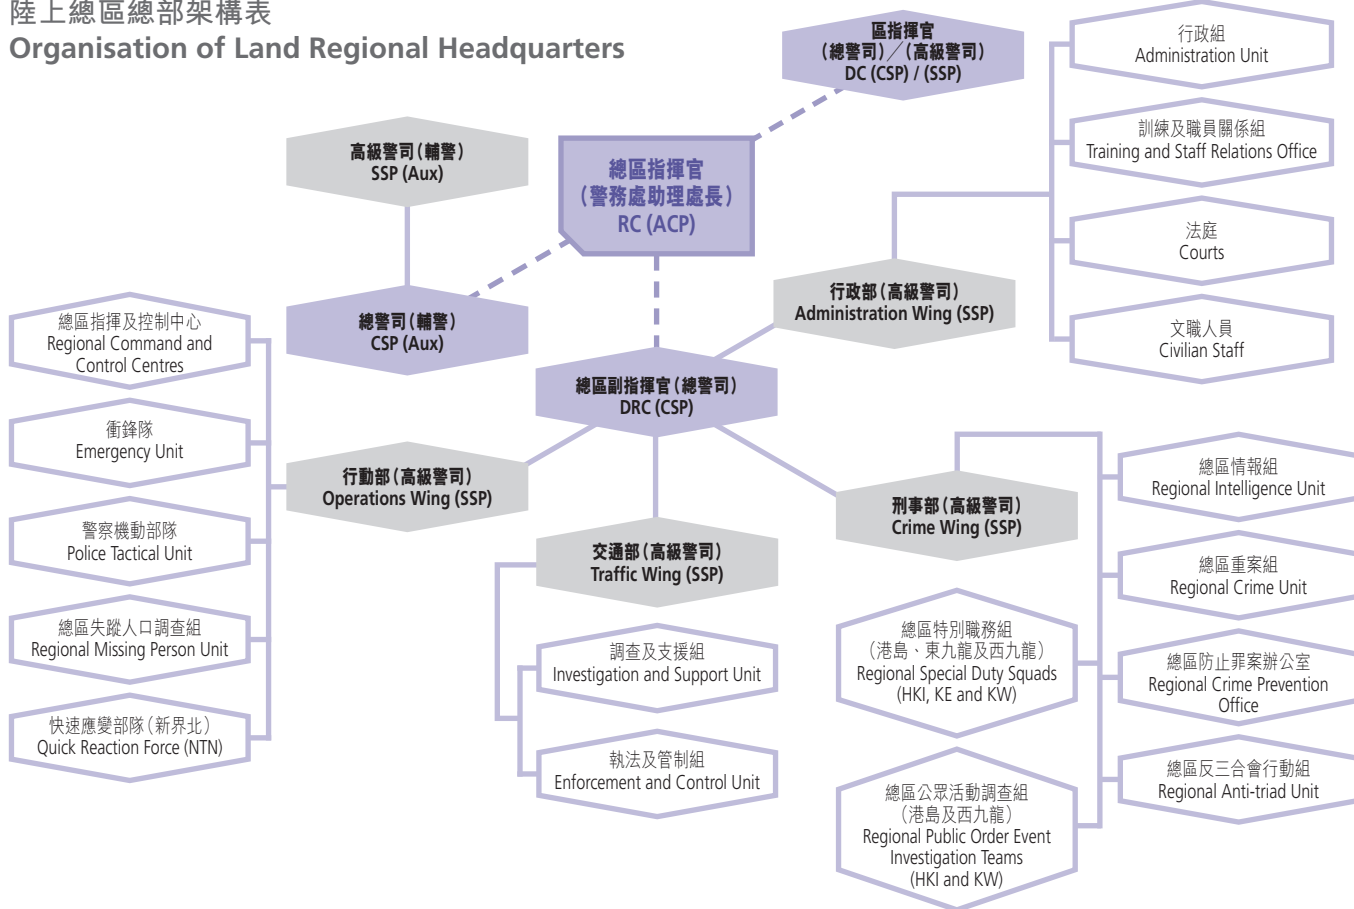 陸上總區總部架構表
Organisation of Land Regional Headquarters
區指揮官
(總警司)／(高級警司)
DC (CSP) / (SSP)
行政組
Administration Unit
訓練及職員關係組
Training and Staff Relations Office
法庭
Courts
文職人員
Civilian Staff
高級警司(輔警)
SSP (Aux)
總區指揮官
(警務處助理處長)
RC (ACP)
行政部(高級警司)
Administration Wing (SSP)
總警司(輔警)
CSP (Aux)
總區副指揮官(總警司)
DRC (CSP)
總區指揮及控制中心
Regional Command and
Control Centres
衝鋒隊
Emergency Unit
警察機動部隊
Police Tactical Unit
總區失蹤人口調查組
Regional Missing Person Unit
快速應變部隊(新界北)
Quick Reaction Force (NTN)
行動部(高級警司)
Operations Wing (SSP)
交通部(高級警司)
Traffic Wing (SSP)
調查及支援組
Investigation and Support Unit
執法及管制組
Enforcement and Control Unit
刑事部(高級警司)
Crime Wing (SSP)
總區情報組
Regional Intelligence Unit
總區重案組
Regional Crime Unit
總區特別職務組
(港島、東九龍及西九龍)
Regional Special Duty Squads
(HKI, KE and KW)
總區防止罪案辦公室
Regional Crime Prevention
Office
總區公眾活動調查組
(港島及西九龍)
Regional Public Order Event
Investigation Teams
(HKI and KW)
總區反三合會行動組
Regional Anti-triad Unit